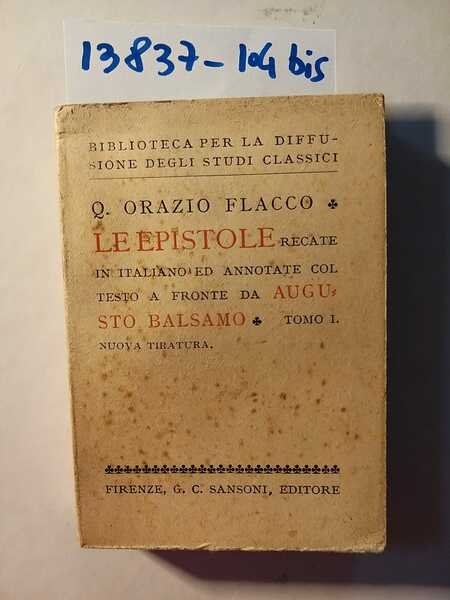 13837-104 bis
BIBLIOTECA PER LA DIFFU-
SIONE DEGLI STUDI CLASSICI
Q. ORAZIO FLACCO ♣
LE EPISTOLE RECATE
IN ITALIANO ED ANNOTATE COL
TESTO A FRONTE DA AUGU-
STO BALSAMO ♣ TOMO I.
NUOVA TIRATURA.
FIRENZE, G. C. SANSONI, EDITORE